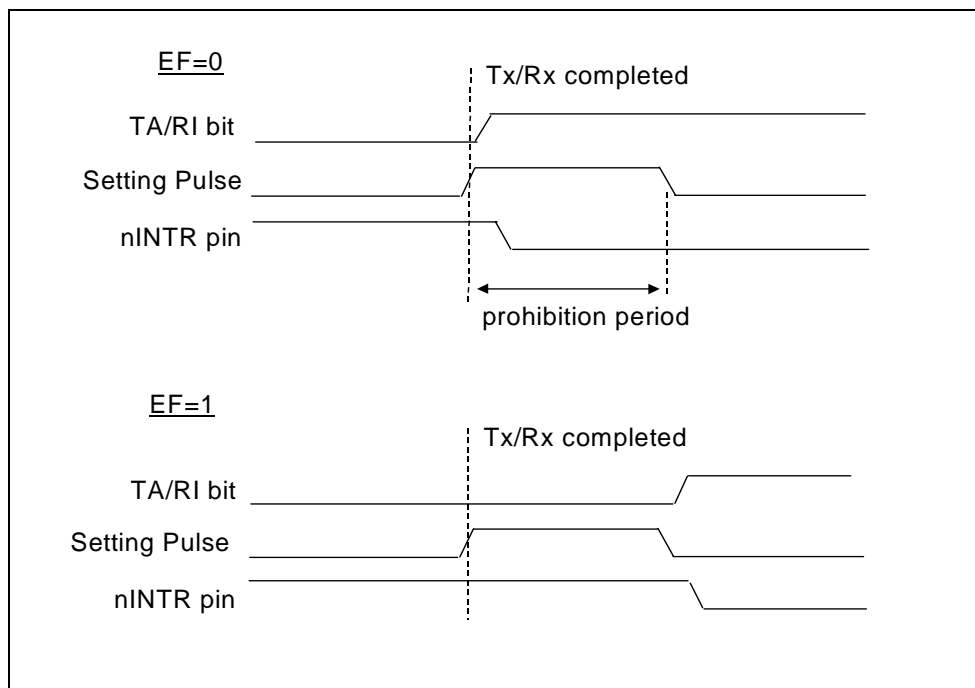 EF=0
Tx/Rx completed
TA/RI bit
Setting Pulse
nINTR pin
prohibition period
EF=1
Tx/Rx completed
TA/RI bit
Setting Pulse
nINTR pin